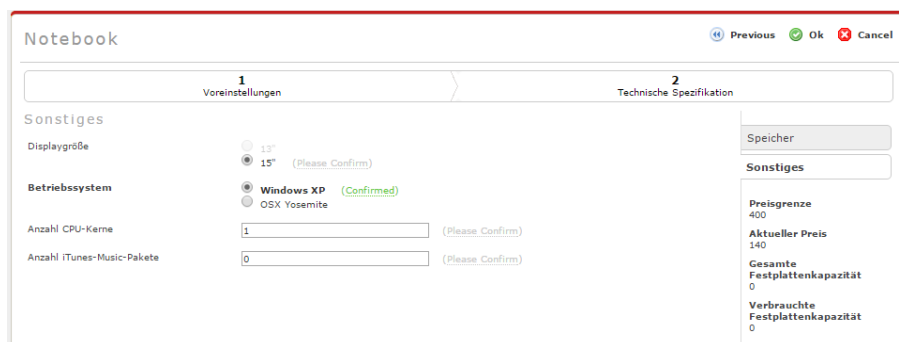 Notebook
Previous Ok Cancel
1
Voreinstellungen
2
Technische Spezifikation
Sonstiges
Displaygröße
13"
15" (Please Confirm)
Betriebssystem
Windows XP (Confirmed)
OSX Yosemite
Anzahl CPU-Kerne
1
(Please Confirm)
Anzahl iTunes-Music-Pakete
0
(Please Confirm)
Speicher
Sonstiges
Preisgrenze
400
Aktueller Preis
140
Gesamte
Festplattenkapazität
0
Verbrauchte
Festplattenkapazität
0